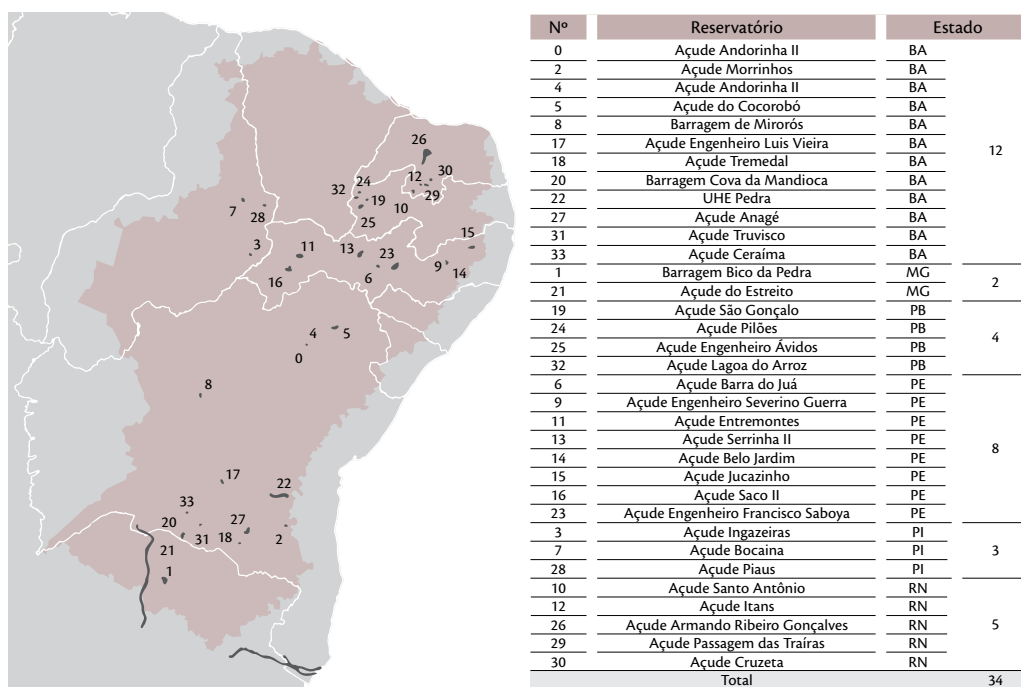 26
30
12
24
32
29
19
10
7
28
25
15
3
11
13
23
9
14
16
6
4
5
0
8
17
22
33
20
27
31
18
2
21
1
Nº Reservatório Estado
0 Açude Andorinha II BA
2 Açude Morrinhos BA
4 Açude Andorinha II BA
5 Açude do Cocorobó BA
8 Barragem de Mirorós BA
17 Açude Engenheiro Luis Vieira BA 12
18 Açude Tremedal BA
20 Barragem Cova da Mandioca BA
22 UHE Pedra BA
27 Açude Anagé BA
31 Açude Truvisco BA
33 Açude Ceraíma BA
1 Barragem Bico da Pedra MG 2
21 Açude do Estreito MG
19 Açude São Gonçalo PB
24 Açude Pilões PB 4
25 Açude Engenheiro Ávidos PB
32 Açude Lagoa do Arroz PB
6 Açude Barra do Juá PE
9 Açude Engenheiro Severino Guerra PE
11 Açude Entremontes PE
13 Açude Serrinha II PE 8
14 Açude Belo Jardim PE
15 Açude Jucazinho PE
16 Açude Saco II PE
23 Açude Engenheiro Francisco Saboya PE
3 Açude Ingazeiras PI
7 Açude Bocaina PI 3
28 Açude Piaus PI
10 Açude Santo Antônio RN
12 Açude Itans RN
26 Açude Armando Ribeiro Gonçalves RN 5
29 Açude Passagem das Traíras RN
30 Açude Cruzeta RN
Total 34